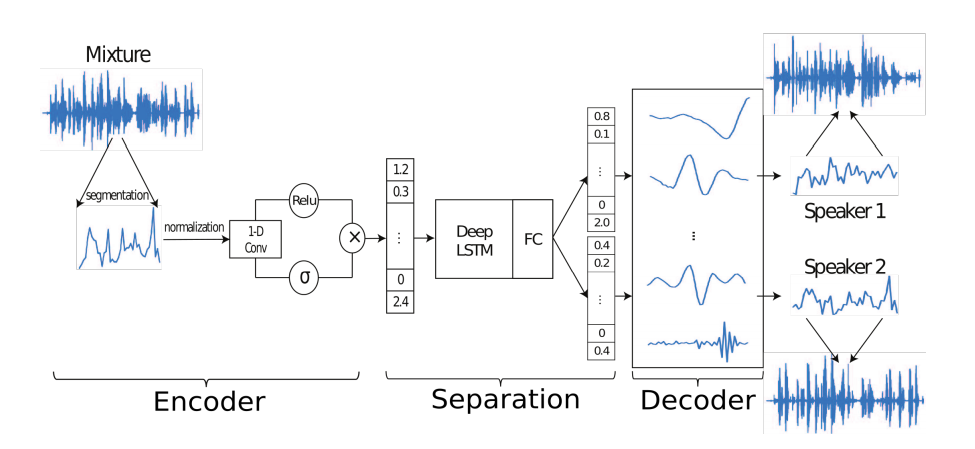 Mixture
segmentation
normalization
1-D
Conv
Relu
σ
×
1.2
0.3
⋮
0
2.4
Deep
LSTM
FC
0.8
0.1
⋮
0
2.0
0.4
0.2
⋮
0
0.4
...
Speaker 1
Speaker 2
Encoder
Separation
Decoder